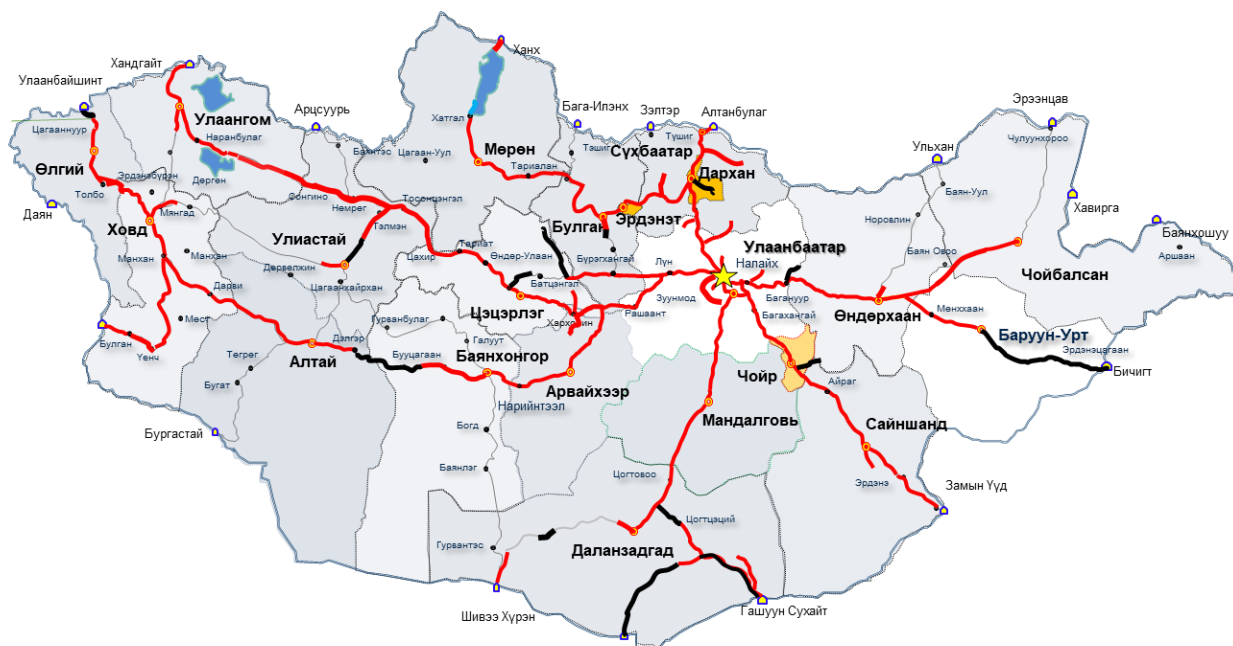 Ханх
Хандгайт
Улаанбайшинт
Арцсуурь
Бага-Илэнх
Зэлтэр
Алтанбулаг
Эрээнцав
Цагааннуур
Улаангом
Хатгал
Түшиг
Чулуунхороо
Наранбулаг
Баянтэс
Цагаан-Уул
Мөрөн
Тэшиг
Сүхбаатар
Ульхан
Өлгий
Эрдэнэбүрэн
Дөргөн
Тариалан
Дархан
Баян-Уул
Толбо
Сонгино
Тосонцэнгэл
Эрдэнэт
Хавирга
Даян
Мянгад
Нөмрөг
Норовлин
Ховд
Тэлмэн
Булган
Баянхошуу
Улиастай
Тариат
Улаанбаатар
Аршаан
Манхан
Манхан
Цахир
Өндөр-Улаан
Бүрэгхангай
Лүн
Налайх
Баян Овоо
Дөрвөлжин
Батцэнгэл
Чойбалсан
Дарви
Цагаанхайрхан
Зуунмод
Багануур
Цэцэрлэг
Хархорин
Рашаант
Багахангай
Өндөрхаан
Мөнххаан
Мөст
Гурванбулаг
Булган
Үенч
Галуут
Баруун-Урт
Дэлгэр
Бууцагаан
Баянхонгор
Эрдэнэцагаан
Алтай
Төгрөг
Чойр
Бичигт
Бугат
Арвайхээр
Айраг
Нарийнтээл
Мандалговь
Сайншанд
Бургастай
Богд
Баянлэг
Цогтовоо
Эрдэнэ
Замын Үүд
Цогтцэций
Гурвантэс
Даланзадгад
Шивээ Хүрэн
Гашуун Сухайт